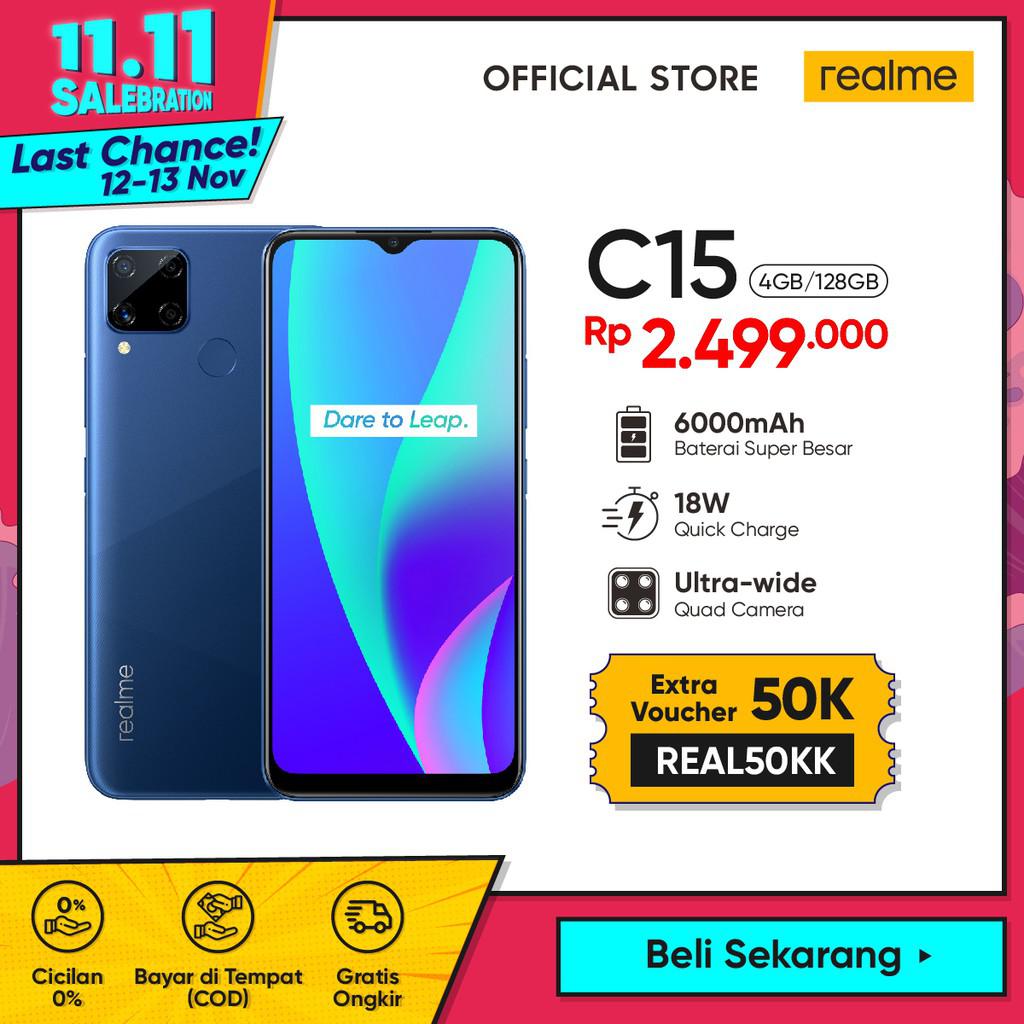 11.11
SALEBRATION
Last Chance!
12-13 Nov
OFFICIAL STORE
realme
C15
4GB/128GB
Rp 2.499.000
Dare to Leap.
realme
6000mAh
Baterai Super Besar
18W
Quick Charge
Ultra-wide
Quad Camera
Extra
Voucher
50K
REAL50KK
0%
Cicilan
0%
Bayar di Tempat
(COD)
Gratis
Ongkir
Beli Sekarang